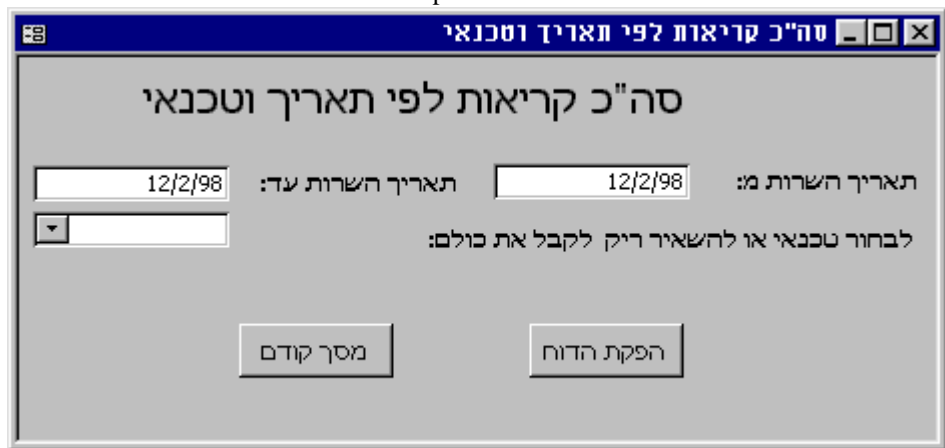 סה"כ קריאות לפי תאריך וטכנאי
סה"כ קריאות לפי תאריך וטכנאי
תאריך השרות מ: 12/2/98 תאריך השרות עד: 12/2/98
לבחור טכנאי או להשאיר ריק לקבל את כולם:
הפקת הדוח מסך קודם